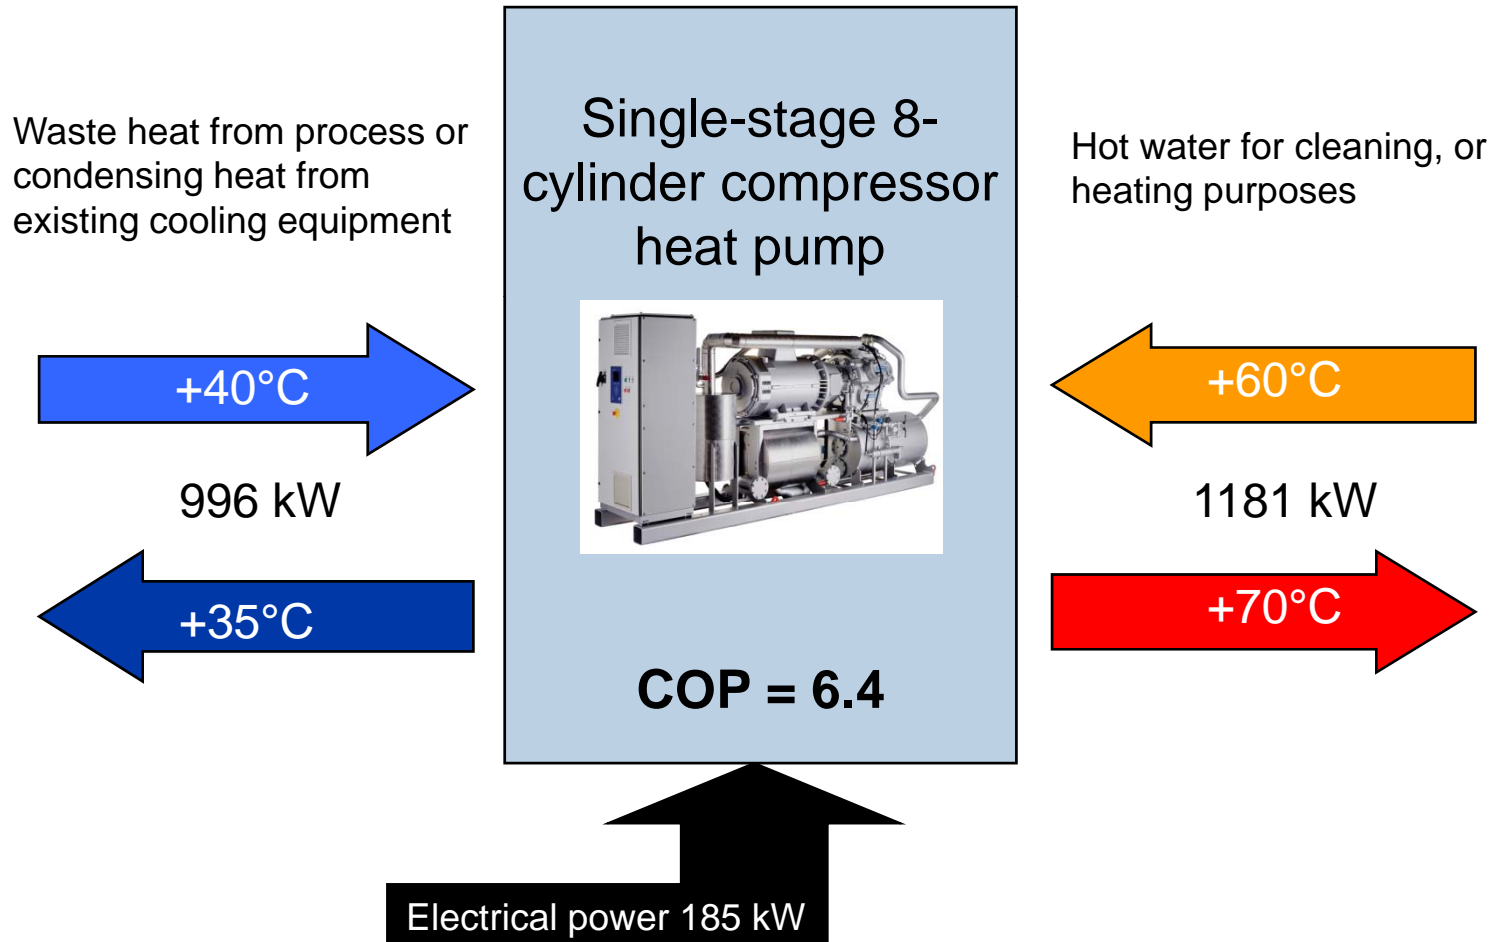 Waste heat from process or
condensing heat from
existing cooling equipment
Single-stage 8-
cylinder compressor
heat pump
Hot water for cleaning, or
heating purposes
+40°C
+60°C
996 kW
1181 kW
+35°C
+70°C
COP = 6.4
Electrical power 185 kW